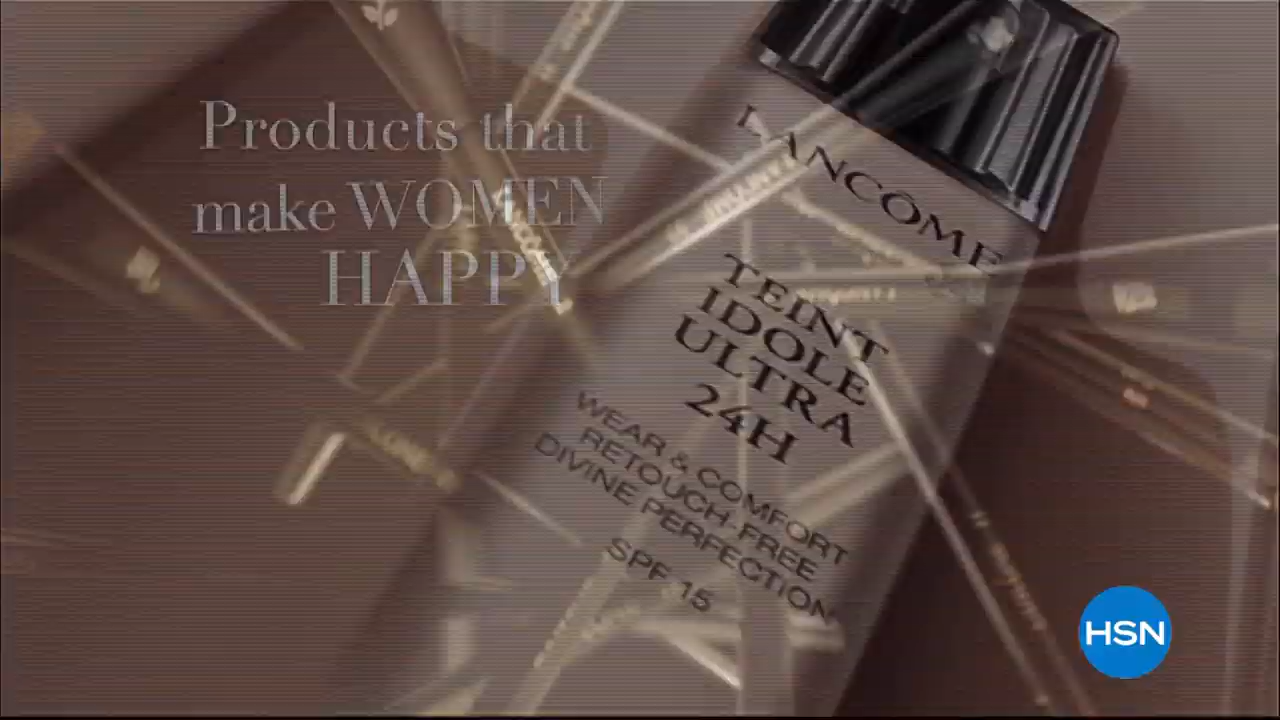 Products that
make WOMEN
HAPPY
LANCÔME
TEINT
IDOLE
ULTRA
24H
WEAR & COMFORT
RETOUCH-FREE
DIVINE PERFECTION
SPF 15
HSN